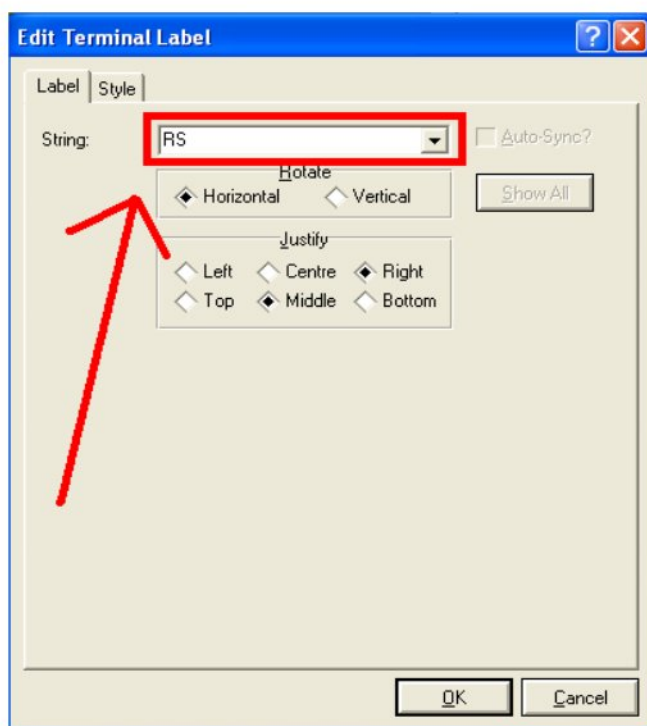 Edit Terminal Label
Label Style
String: RS Auto-Sync?
Rotate
Horizontal Vertical Show All
Justify
Left Centre Right
Top Middle Bottom
OK Cancel